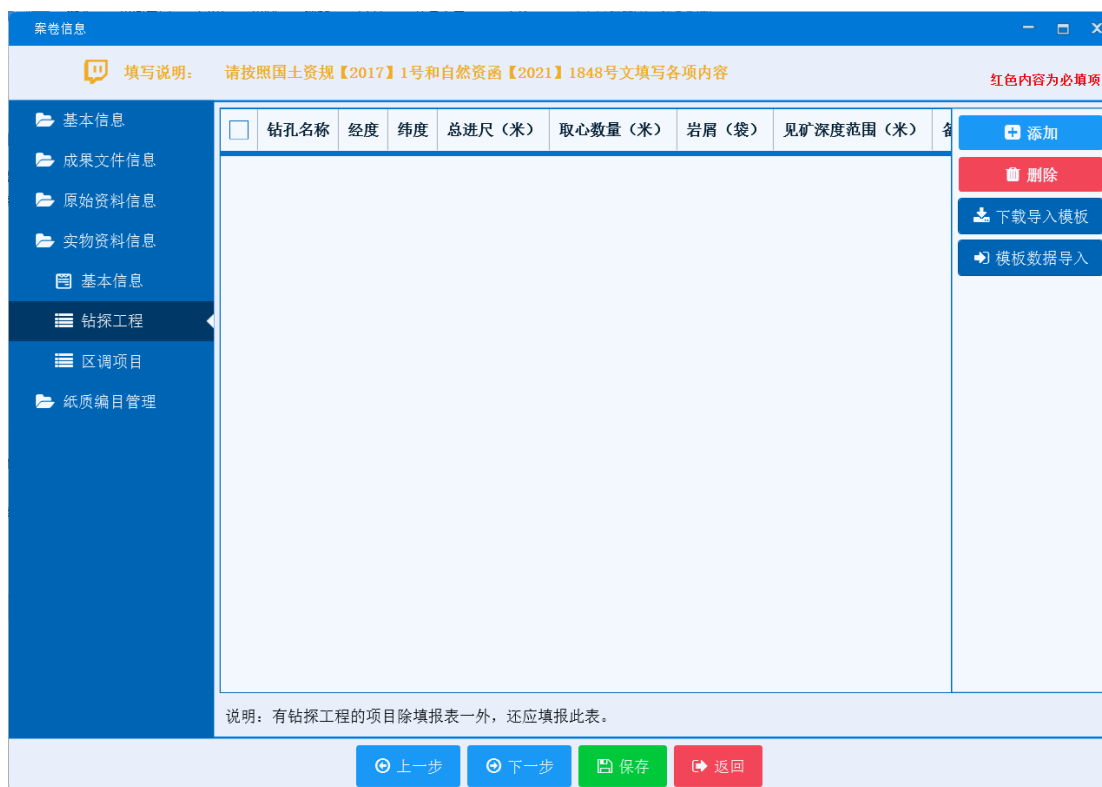 案卷信息
填写说明： 请按照国土资规【2017】1号和自然资函【2021】1848号文填写各项内容
红色内容为必填项
基本信息
成果文件信息
原始资料信息
实物资料信息
基本信息
钻探工程
区调项目
纸质编目管理
钻孔名称 经度 纬度 总进尺（米） 取心数量（米） 岩屑（袋） 见矿深度范围（米）
添加
删除
下载导入模板
模板数据导入
说明：有钻探工程的项目除填报表一外，还应填报此表。
上一步 下一步 保存 返回